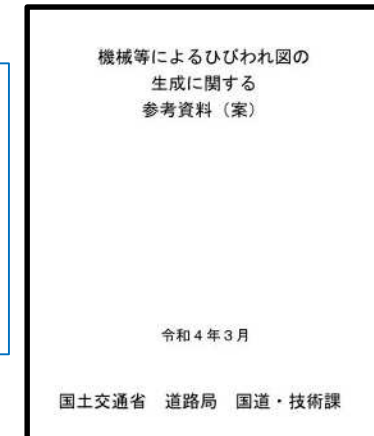 機械等によるひびわれ図の
生成に関する
参考資料（案）
令和４年３月
国土交通省　道路局　国道・技術課